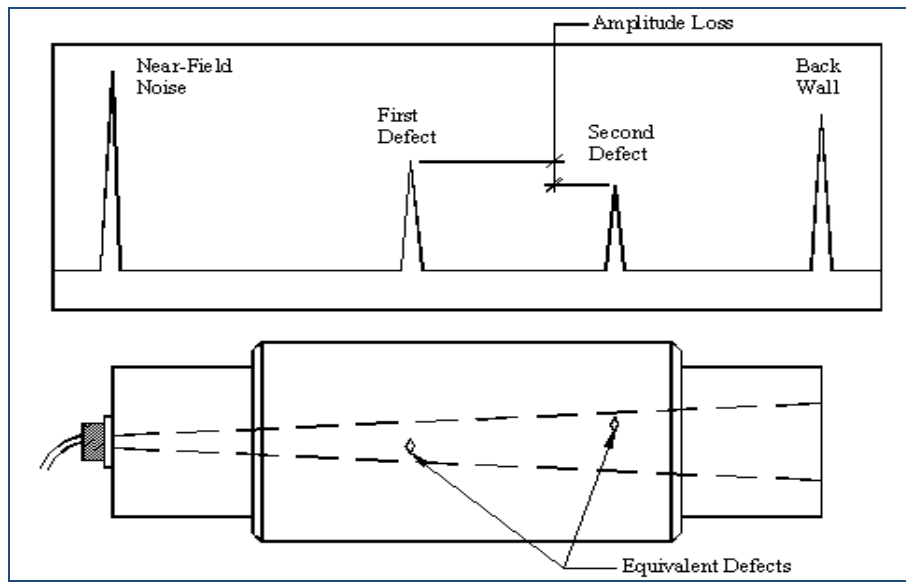 Amplitude Loss
Near-Field
Noise
Back
Wall
First
Defect
Second
Defect
Equivalent Defects